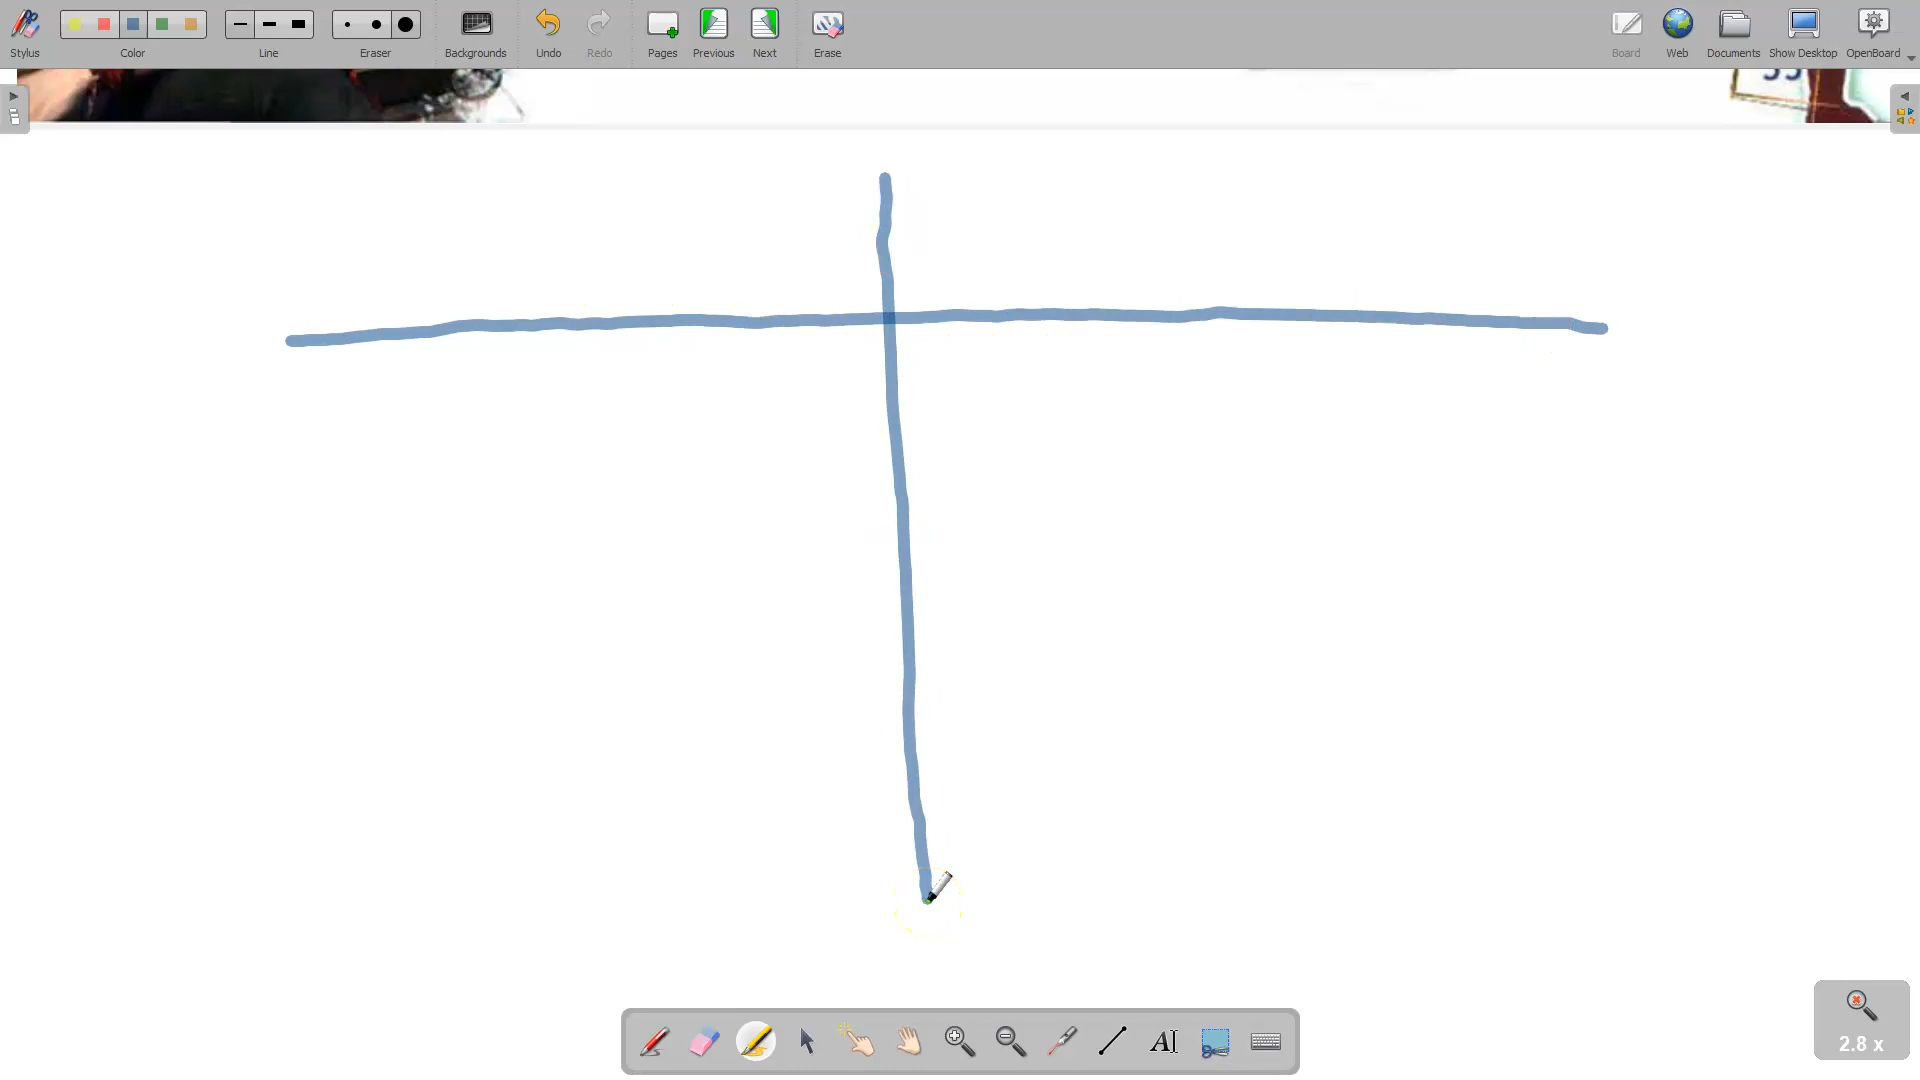 Stylus
Color
Line
Eraser
Backgrounds
Undo
Redo
Pages
Previous
Next
Erase
Board
Web
Documents
Show Desktop
OpenBoard
AI
2.8 x